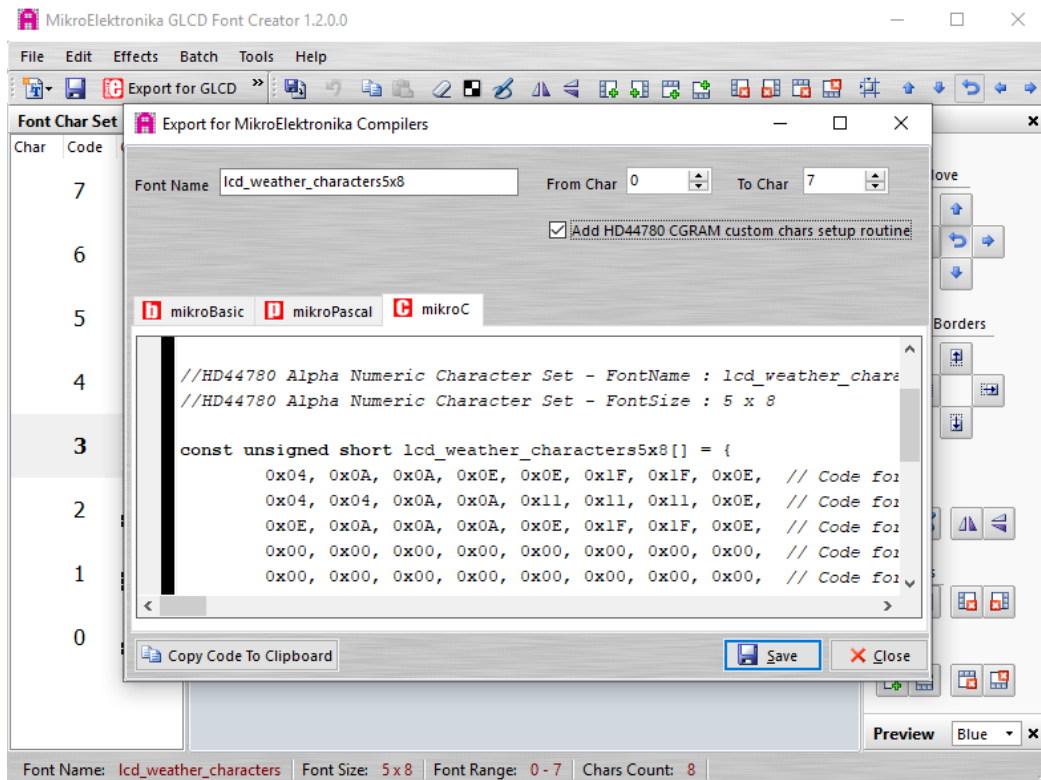 MikroElektronika GLCD Font Creator 1.2.0.0
File Edit Effects Batch Tools Help
Export for GLCD »
Font Char Set
Char Code
7
6
5
4
3
2
1
0
Export for MikroElektronika Compilers
Font Name lcd_weather_characters5x8 From Char 0 To Char 7
Add HD44780 CGRAM custom chars setup routine
mikroBasic mikroPascal mikroC
//HD44780 Alpha Numeric Character Set - FontName : lcd_weather_chara
//HD44780 Alpha Numeric Character Set - FontSize : 5 x 8
const unsigned short lcd_weather_characters5x8[] = {
0x04, 0x0A, 0x0A, 0x0E, 0x0E, 0x1F, 0x1F, 0x0E, // Code for
0x04, 0x04, 0x0A, 0x0A, 0x11, 0x11, 0x11, 0x0E, // Code for
0x0E, 0x0A, 0x0A, 0x0A, 0x0E, 0x1F, 0x1F, 0x0E, // Code for
0x00, 0x00, 0x00, 0x00, 0x00, 0x00, 0x00, 0x00, // Code for
0x00, 0x00, 0x00, 0x00, 0x00, 0x00, 0x00, 0x00, // Code for
Copy Code To Clipboard Save Close
ove
Borders
Preview Blue
Font Name: lcd_weather_characters Font Size: 5 x 8 Font Range: 0 - 7 Chars Count: 8